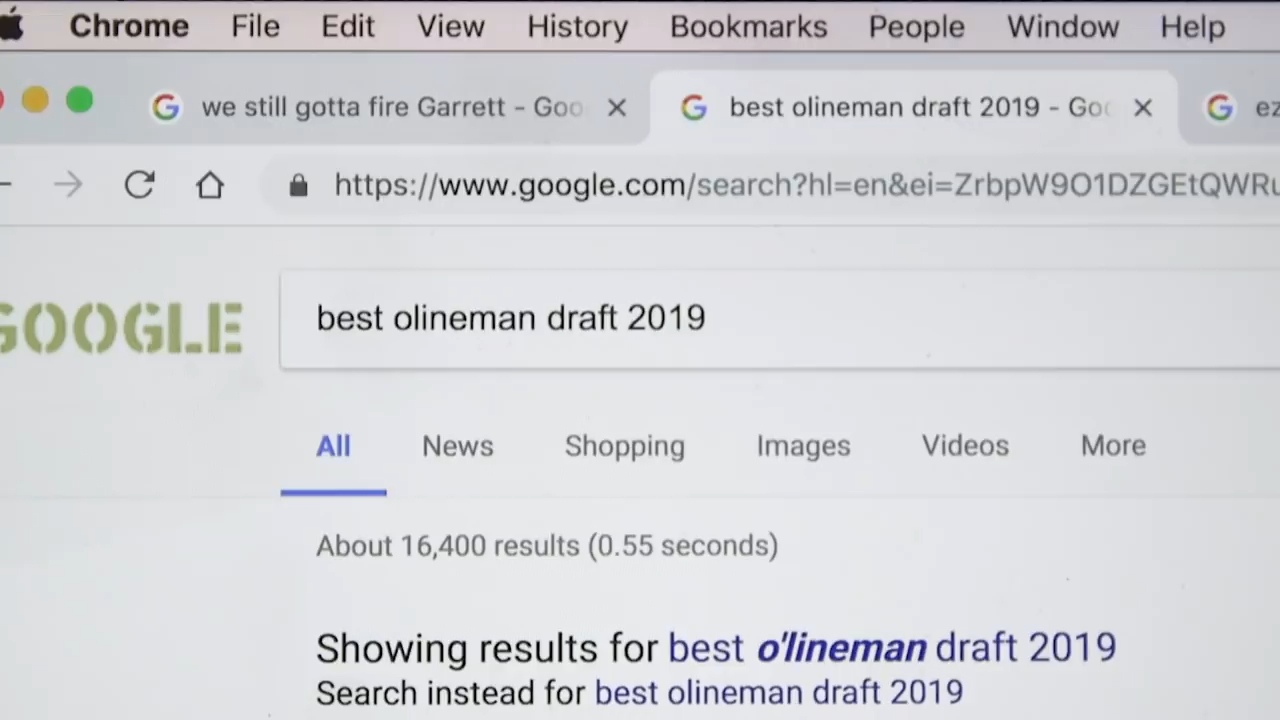 Chrome File Edit View History Bookmarks People Window Help
we still gotta fire Garrett - Goo best olineman draft 2019 - Goo ez
https://www.google.com/search?hl=en&ei=ZrbpW9O1DZGEtQWRu
GOOGLE best olineman draft 2019
All News Shopping Images Videos More
About 16,400 results (0.55 seconds)
Showing results for best o'lineman draft 2019
Search instead for best olineman draft 2019